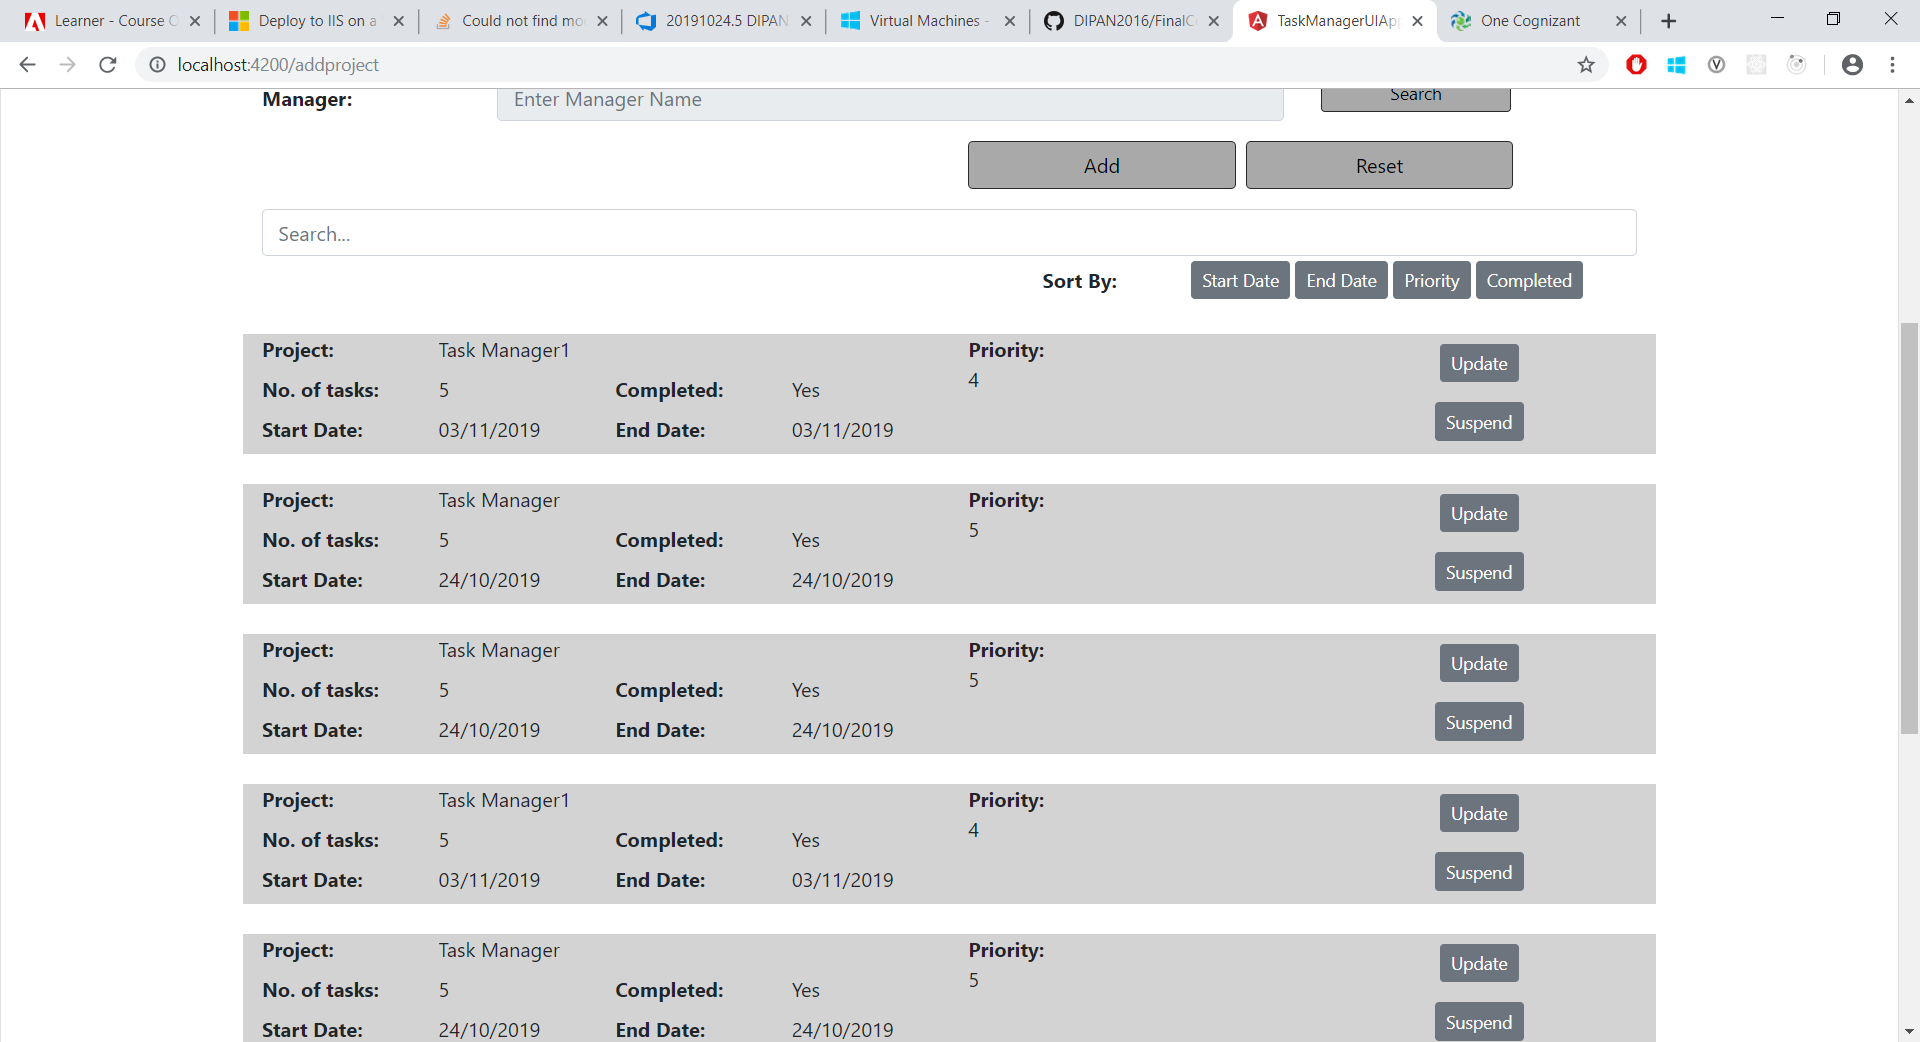 Learner - Course O
Deploy to IIS on a
Could not find mo
20191024.5 DIPAN
Virtual Machines -
DIPAN2016/FinalC
TaskManagerUIAp
One Cognizant
localhost:4200/addproject
Manager: Enter Manager Name Search
Add Reset
Search...
Sort By: Start Date End Date Priority Completed
Project: Task Manager1 Priority: Update
No. of tasks: 5 Completed: Yes 4
Start Date: 03/11/2019 End Date: 03/11/2019 Suspend
Project: Task Manager Priority: Update
No. of tasks: 5 Completed: Yes 5
Start Date: 24/10/2019 End Date: 24/10/2019 Suspend
Project: Task Manager Priority: Update
No. of tasks: 5 Completed: Yes 5
Start Date: 24/10/2019 End Date: 24/10/2019 Suspend
Project: Task Manager1 Priority: Update
No. of tasks: 5 Completed: Yes 4
Start Date: 03/11/2019 End Date: 03/11/2019 Suspend
Project: Task Manager Priority: Update
No. of tasks: 5 Completed: Yes 5
Start Date: 24/10/2019 End Date: 24/10/2019 Suspend